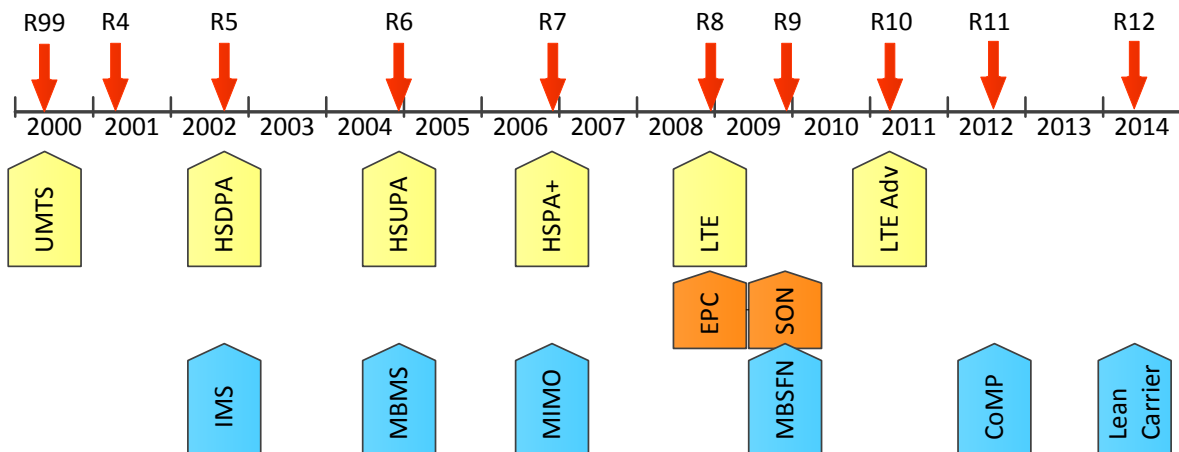 R99 R4 R5 R6 R7 R8 R9 R10 R11 R12
2000 2001 2002 2003 2004 2005 2006 2007 2008 2009 2010 2011 2012 2013 2014
UMTS HSDPA HSUPA HSPA+ LTE LTE Adv
EPC SON
IMS MBMS MIMO MBSFN CoMP Lean
Carrier